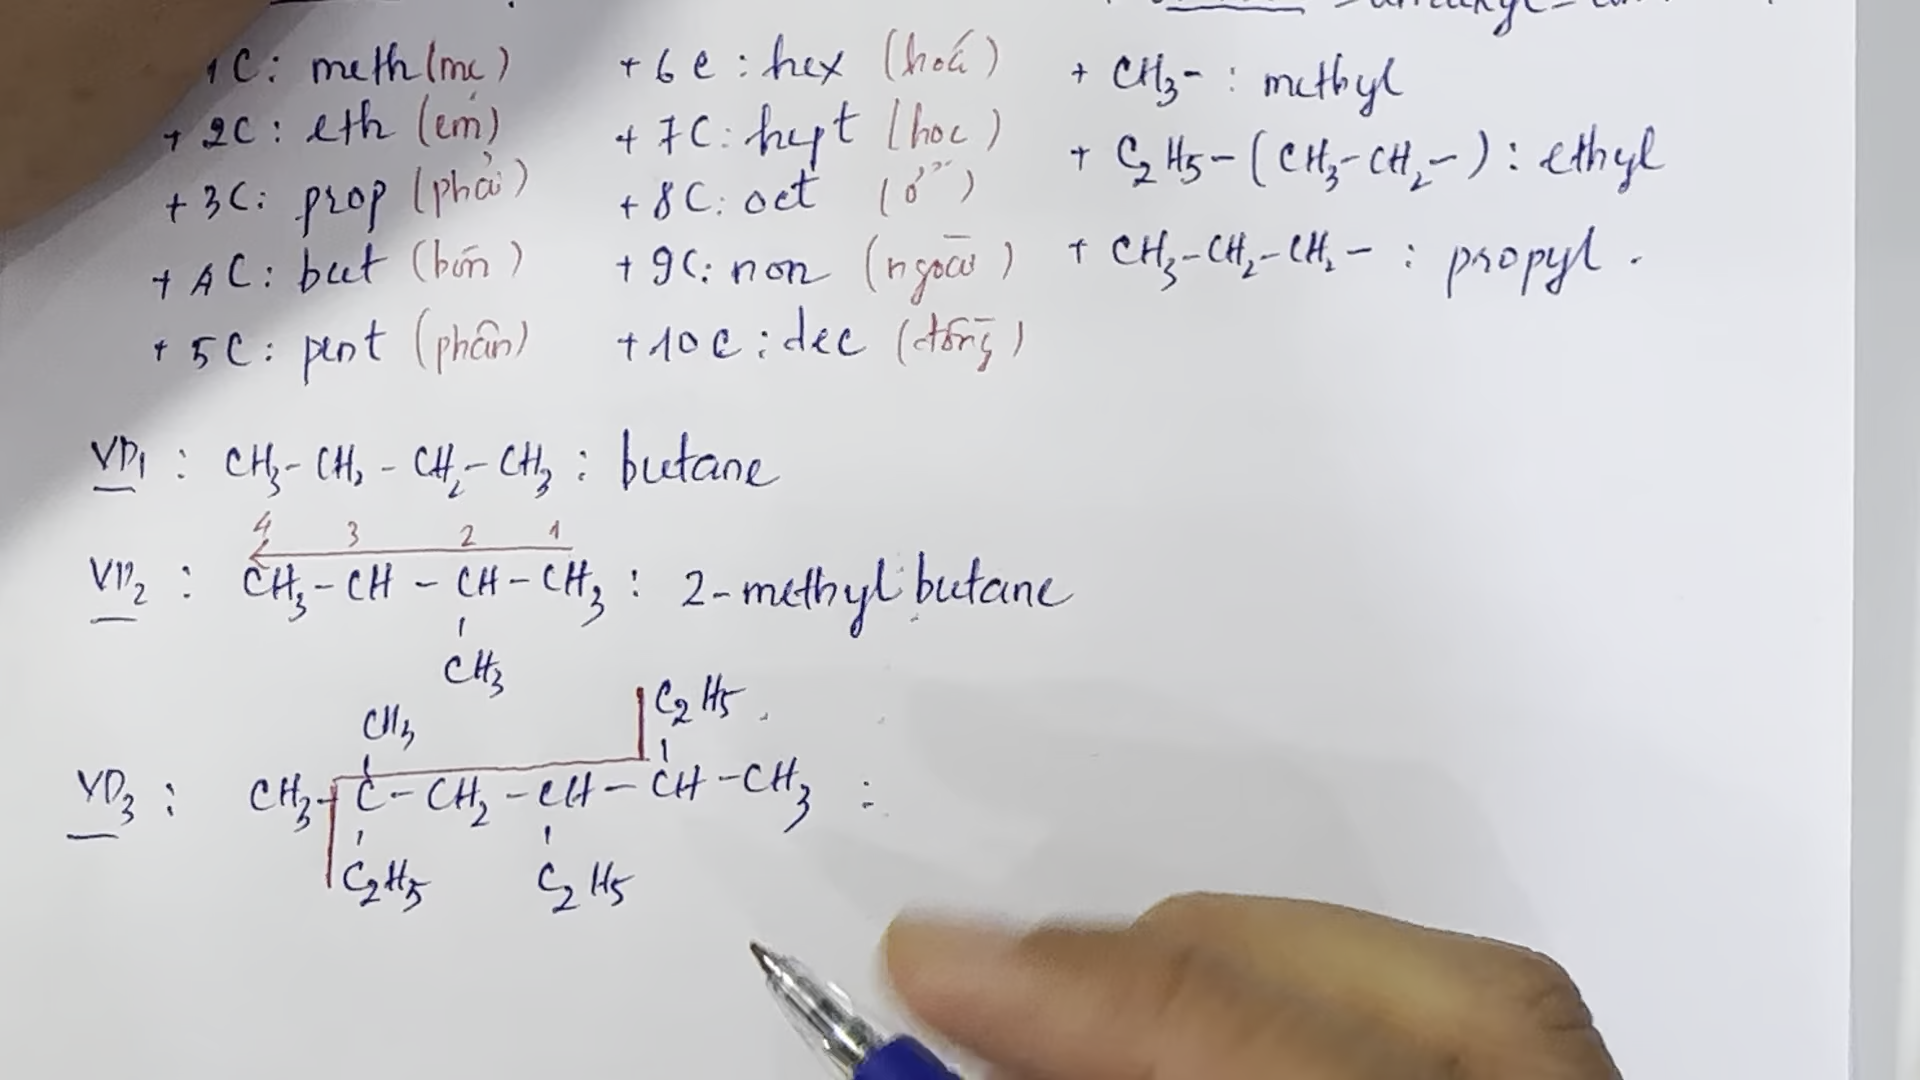 1C: meth (mẹ) + 6C : hex (hoá) + CH₃- : methyl
+ 2C : eth (em) + 7C : hept (học) + C₂H₅- (CH₃-CH₂-) : ethyl
+ 3C : prop (phải) + 8C : oct (ở) + CH₃-CH₂-CH₂- : propyl .
+ 4C : but (bón) + 9C : non (ngoài)
+ 5C : pent (phân) + 10C : dec (đồng)
VD₁ : CH₃-CH₂-CH₂-CH₃ : butane
4 3 2 1
VD₂ : CH₃-CH-CH-CH₃ : 2-methyl butane
CH₃
CH₃ C₂H₅
VD₃ : CH₃-C-CH₂-CH-CH-CH₃ :
C₂H₅ C₂H₅